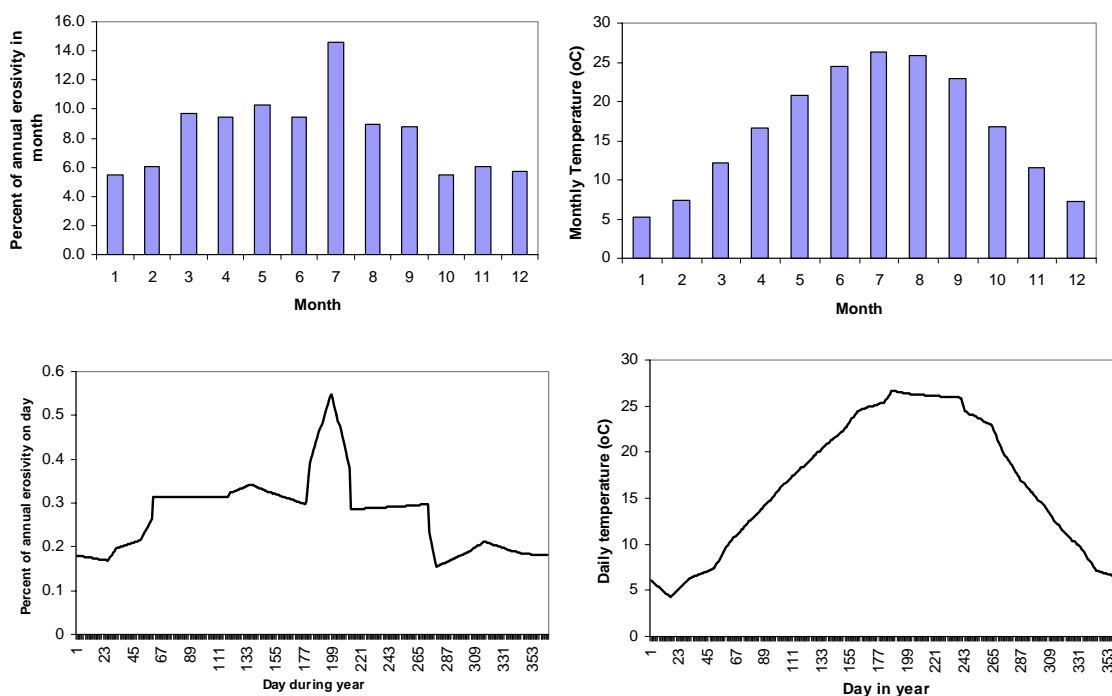 Percent of annual erosivity in
month
16.0
14.0
12.0
10.0
8.0
6.0
4.0
2.0
0.0
1 2 3 4 5 6 7 8 9 10 11 12
Month
Monthly Temperature (oC)
30
25
20
15
10
5
0
1 2 3 4 5 6 7 8 9 10 11 12
Month
Percent of annual erosivity on day
0.6
0.5
0.4
0.3
0.2
0.1
0
1 23 45 67 89 111 133 155 177 199 221 243 265 287 309 331 353
Day during year
Daily temperature (oC)
30
25
20
15
10
5
0
1 23 45 67 89 111 133 155 177 199 221 243 265 287 309 331 353
Day in year